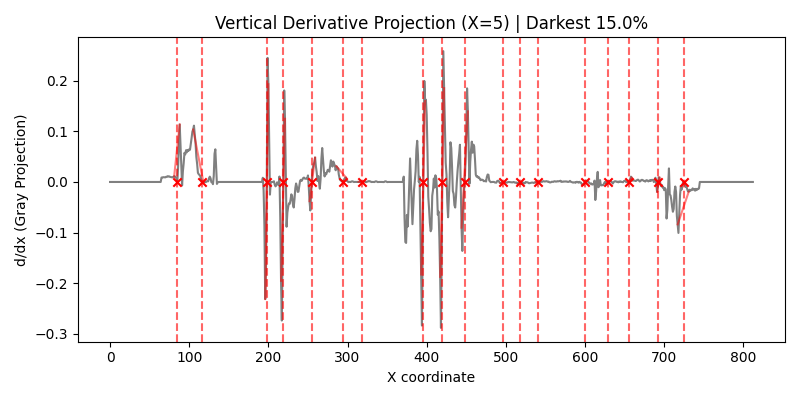 Vertical Derivative Projection (X=5) | Darkest 15.0%
d/dx (Gray Projection)
0.2
0.1
0.0
−0.1
−0.2
−0.3
0 100 200 300 400 500 600 700 800
X coordinate